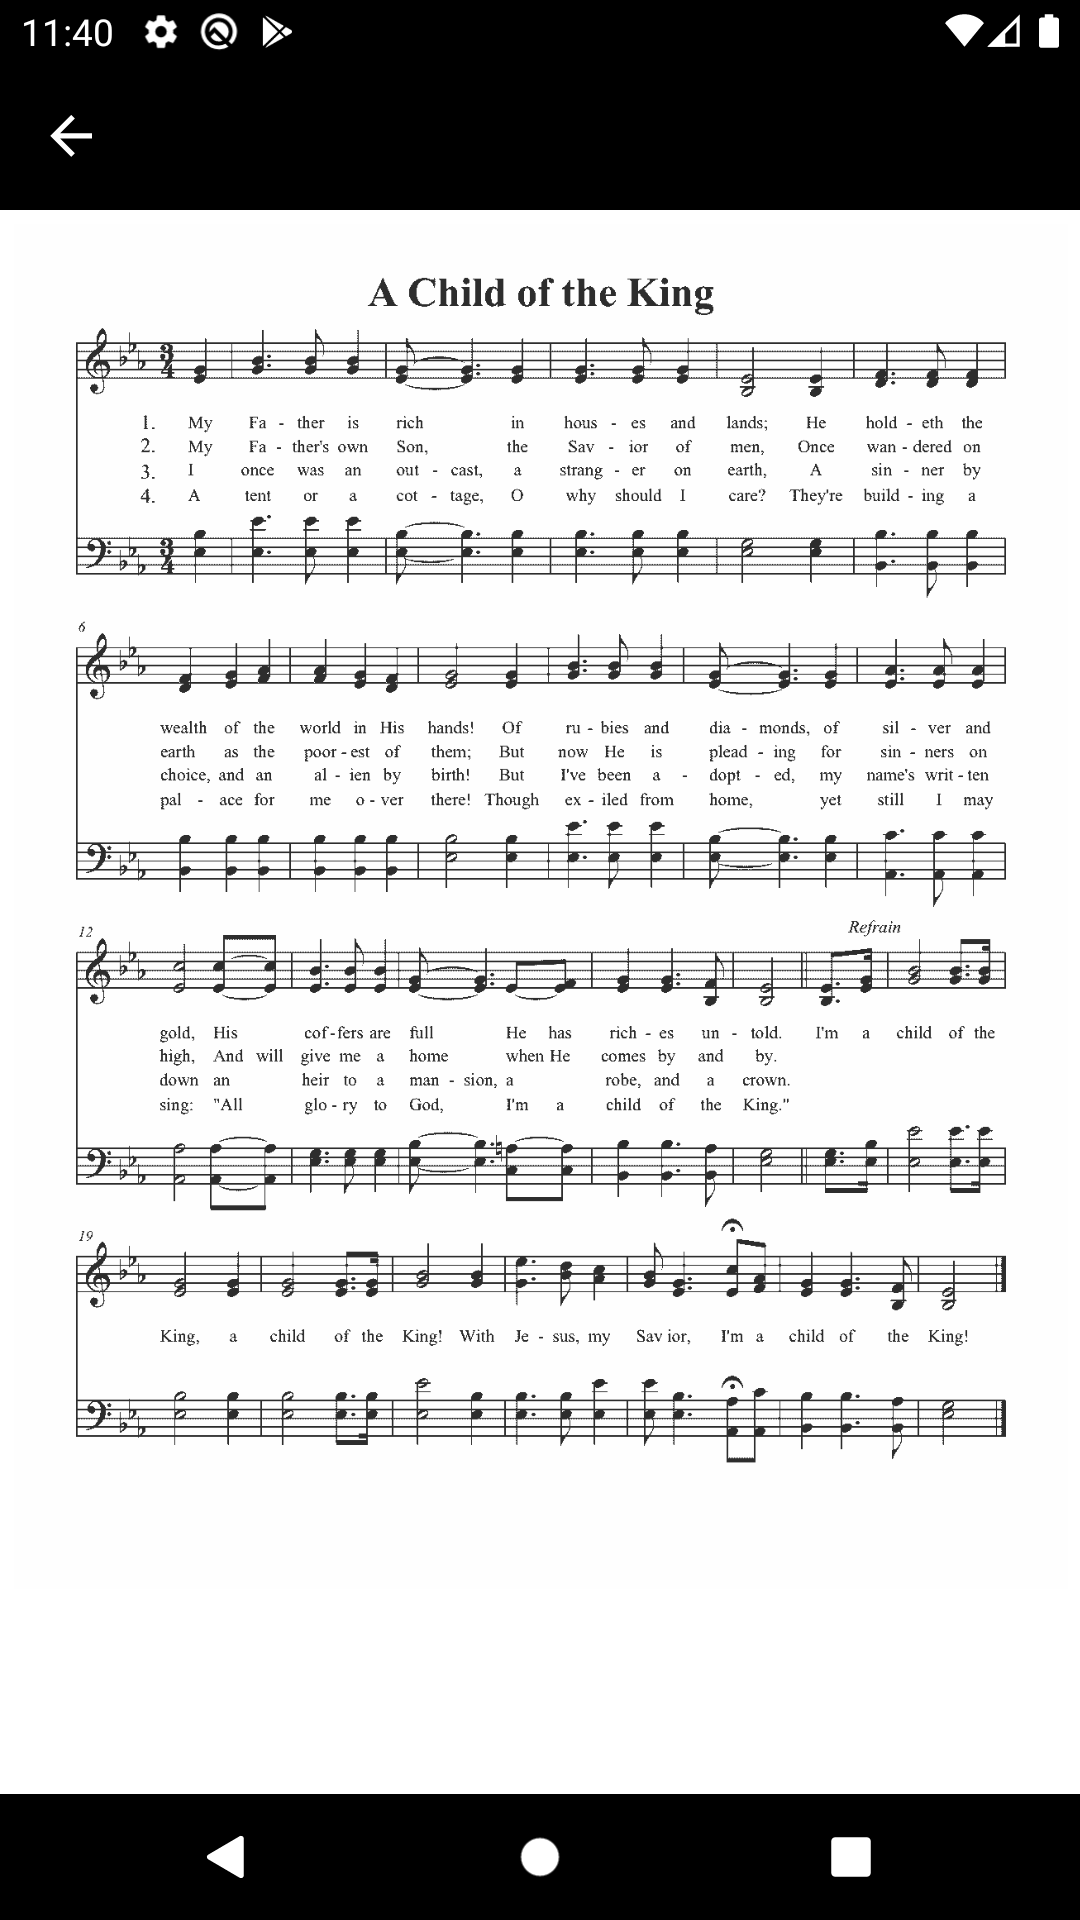 11:40
A Child of the King
1. My Fa - ther is rich in hous - es and lands; He hold - eth the
2. My Fa - ther's own Son, the Sav - ior of men, Once wan - dered on
3. I once was an out - cast, a strang - er on earth, A sin - ner by
4. A tent or a cot - tage, O why should I care? They're build - ing a
6
wealth of the world in His hands! Of ru - bies and dia - monds, of sil - ver and
earth as the poor - est of them; But now He is plead - ing for sin - ners on
choice, and an al - ien by birth! But I've been a - dopt - ed, my name's writ - ten
pal - ace for me o - ver there! Though ex - iled from home, yet still I may
12
Refrain
gold, His cof - fers are full He has rich - es un - told. I'm a child of the
high, And will give me a home when He comes by and by.
down an heir to a man - sion, a robe, and a crown.
sing: "All glo - ry to God, I'm a child of the King."
19
King, a child of the King! With Je - sus, my Sav ior, I'm a child of the King!